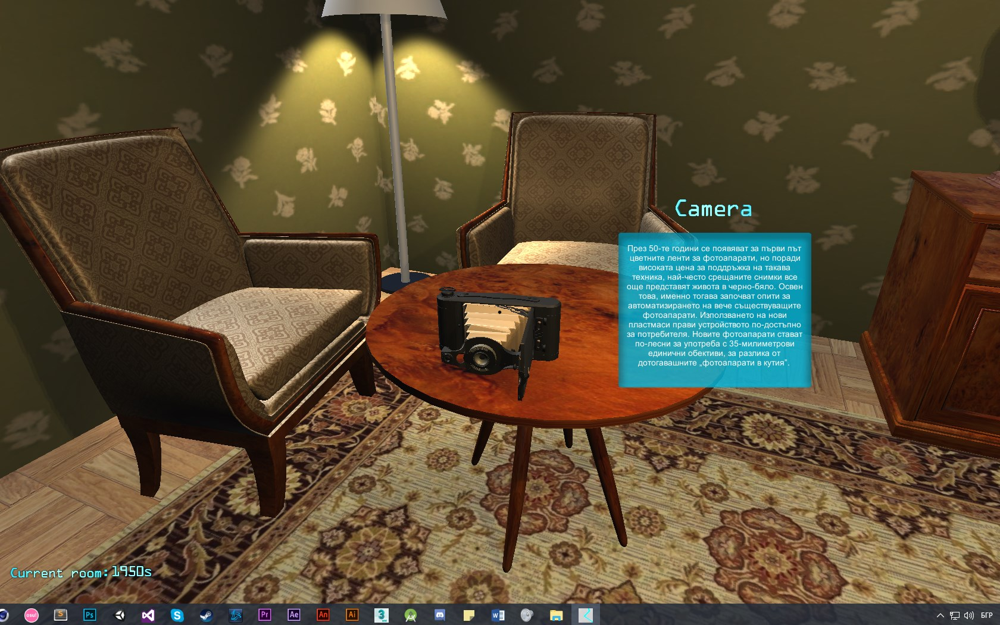 Camera
През 50-те години се появяват за първи път
цветните ленти за фотоапарати, но поради
високата цена за поддръжка на такава
техника, най-често срещаните снимки все
още представят живота в черно-бяло. Освен
това, именно тогава започват опити за
автоматизирането на вече съществуващите
фотоапарати. Използването на нови
пластмаси прави устройството по-достъпно
за потребителя. Новите фотоапарати стават
по-лесни за употреба с 35-милиметрови
единични обективи, за разлика от
дотогавашните „фотоапарати в кутия“.
Current room:1950s
osu! S Ps S Pr Ae An Ai 3 W БГР